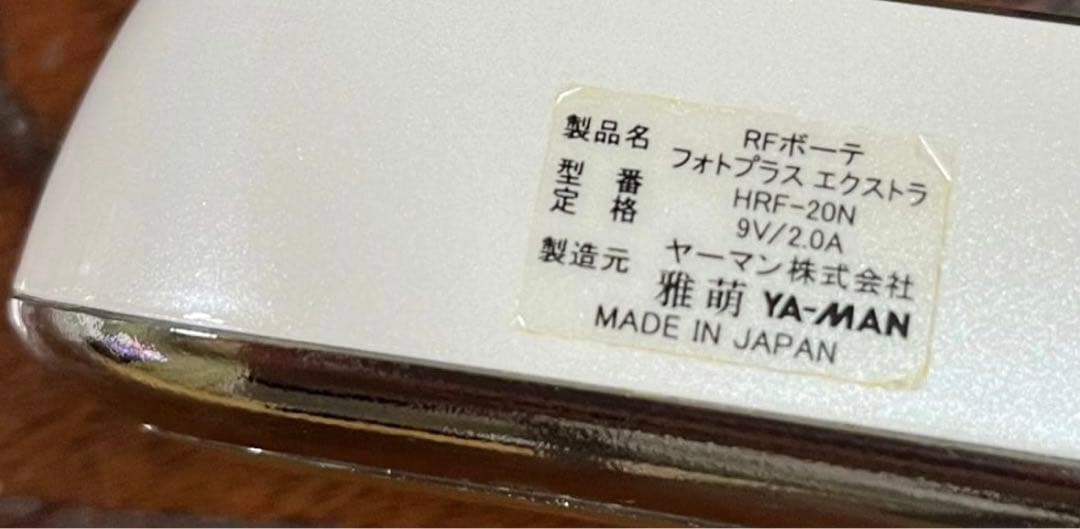 製品名 RFボーテ
フォトプラス エクストラ
型番 HRF-20N
定格 9V/2.0A
製造元 ヤーマン株式会社
雅萌 YA-MAN
MADE IN JAPAN